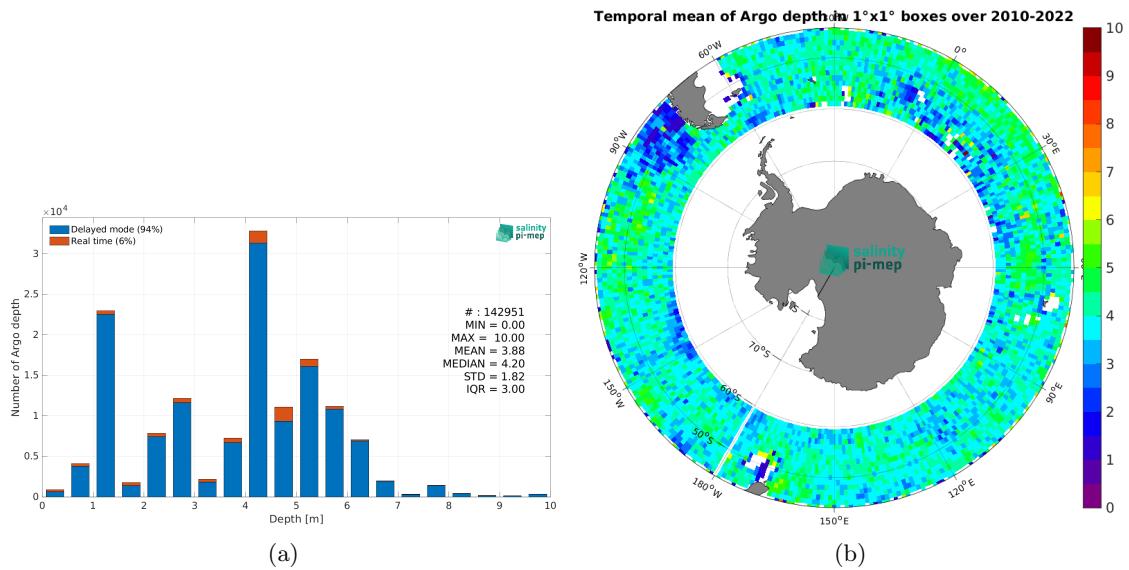 ×10^4
Delayed mode (94%)
Real time (6%)
salinity
pi-mep
# : 142951
MIN = 0.00
MAX = 10.00
MEAN = 3.88
MEDIAN = 4.20
STD = 1.82
IQR = 3.00
Number of Argo depth
3
2.5
2
1.5
1
0.5
0
0 1 2 3 4 5 6 7 8 9 10
Depth [m]
(a)
Temporal mean of Argo depth in 1°x1° boxes over 2010-2022
60°W
0°
90°W
30°E
120°W
salinity
pi-mep
70°S
60°S
50°S
150°W
90°E
180°W
120°E
150°E
10
9
8
7
6
5
4
3
2
1
0
(b)